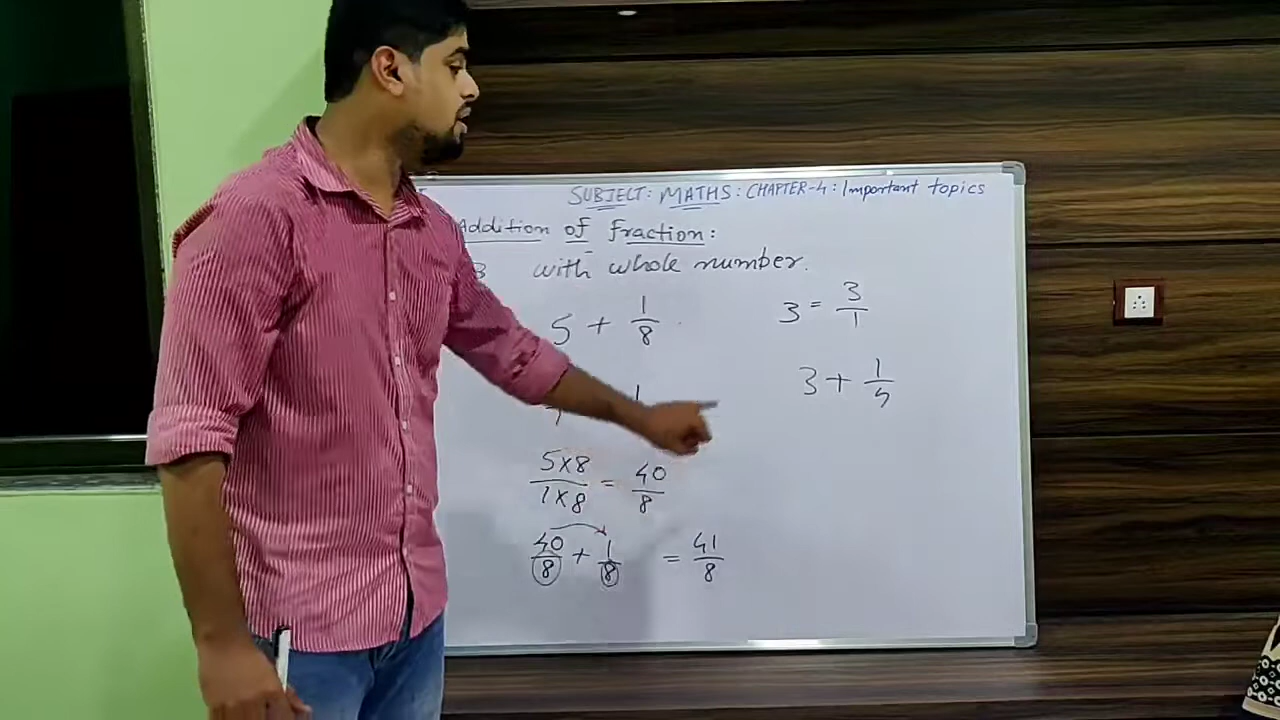 SUBJECT: MATHS: CHAPTER-4: Important topics
Addition of fraction:
with whole number.
5 + 1/8
5×8/1×8 = 40/8
40/8 + 1/8 = 41/8
3 = 3/1
3 + 1/5